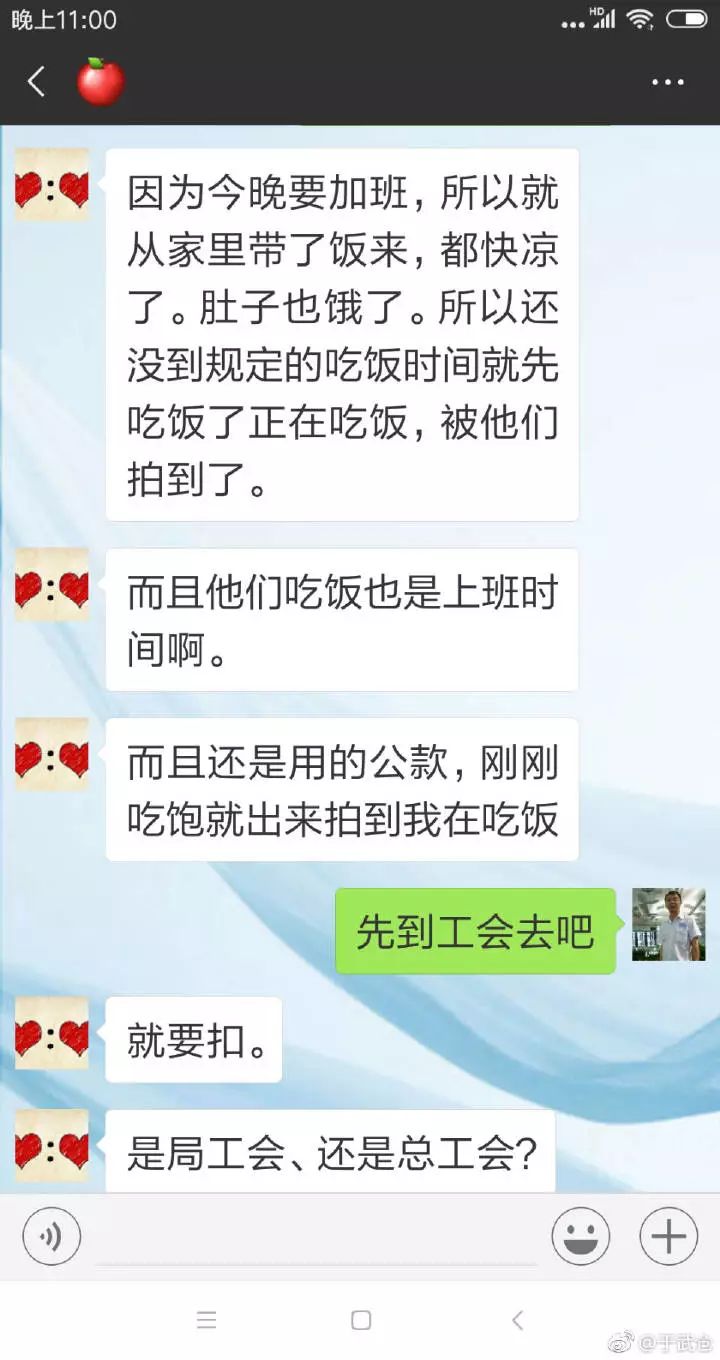 晚上11:00
HD
因为今晚要加班，所以就
从家里带了饭来，都快凉
了。肚子也饿了。所以还
没到规定的吃饭时间就先
吃饭了正在吃饭，被他们
拍到了。
而且他们吃饭也是上班时
间啊。
而且还是用的公款，刚刚
吃饱就出来拍到我在吃饭
先到工会去吧
就要扣。
是局工会、还是总工会？
@于武仓